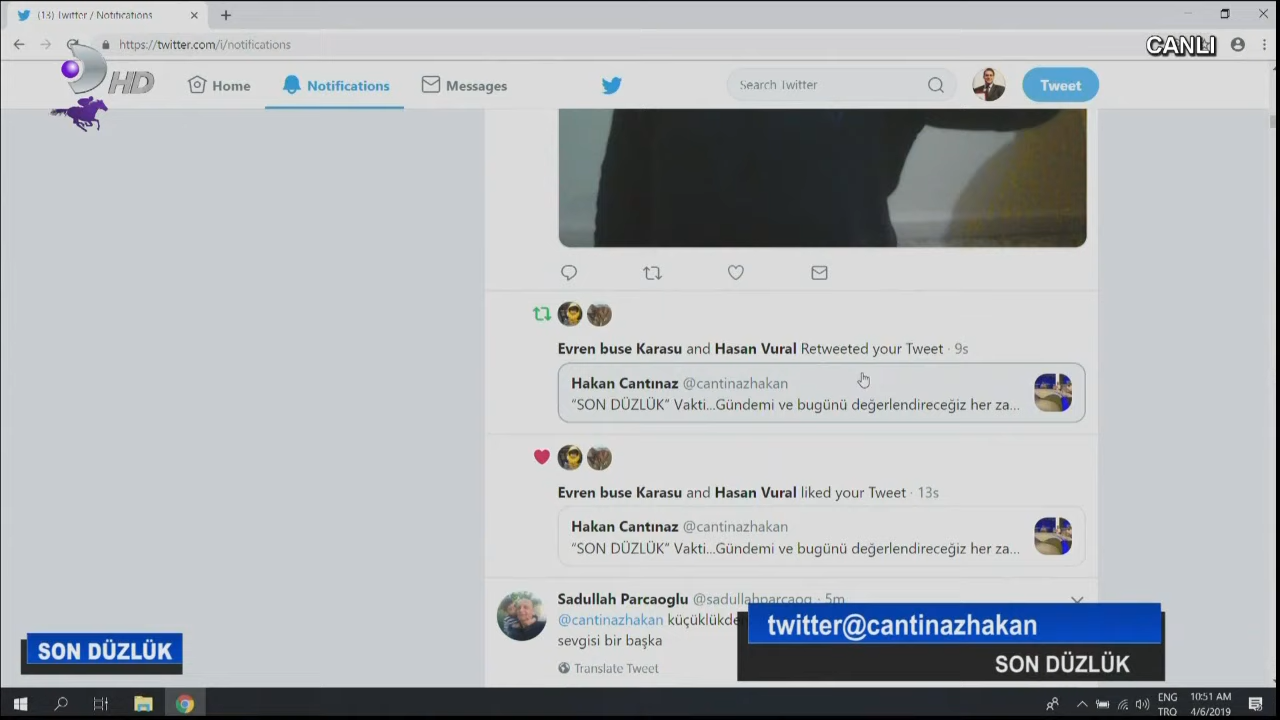 (13) Twitter / Notifications
https://twitter.com/i/notifications
CANLI
HD
Home
Notifications
Messages
Search Twitter
Tweet
Evren buse Karasu and Hasan Vural Retweeted your Tweet · 9s
Hakan Cantınaz @cantinazhakan
"SON DÜZLÜK" Vakti...Gündemi ve bugünü değerlendireceğiz her za...
Evren buse Karasu and Hasan Vural liked your Tweet · 13s
Hakan Cantınaz @cantinazhakan
"SON DÜZLÜK" Vakti...Gündemi ve bugünü değerlendireceğiz her za...
Sadullah Parcaoglu @sadullahparcaog · 5m
@cantinazhakan
sevgisi bir başka
Translate Tweet
twitter@cantinazhakan
SON DÜZLÜK
SON DÜZLÜK
ENG
TRQ
10:51 AM
4/6/2019